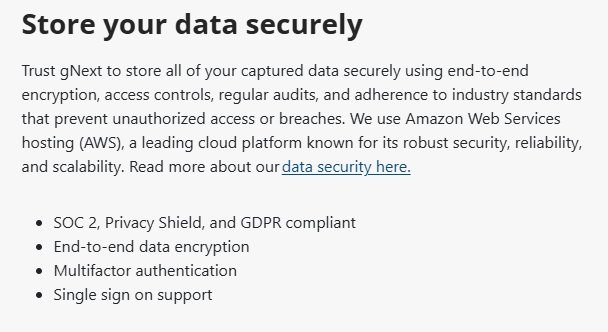 Store your data securely
Trust gNext to store all of your captured data securely using end-to-end
encryption, access controls, regular audits, and adherence to industry standards
that prevent unauthorized access or breaches. We use Amazon Web Services
hosting (AWS), a leading cloud platform known for its robust security, reliability,
and scalability. Read more about our data security here.
• SOC 2, Privacy Shield, and GDPR compliant
• End-to-end data encryption
• Multifactor authentication
• Single sign on support